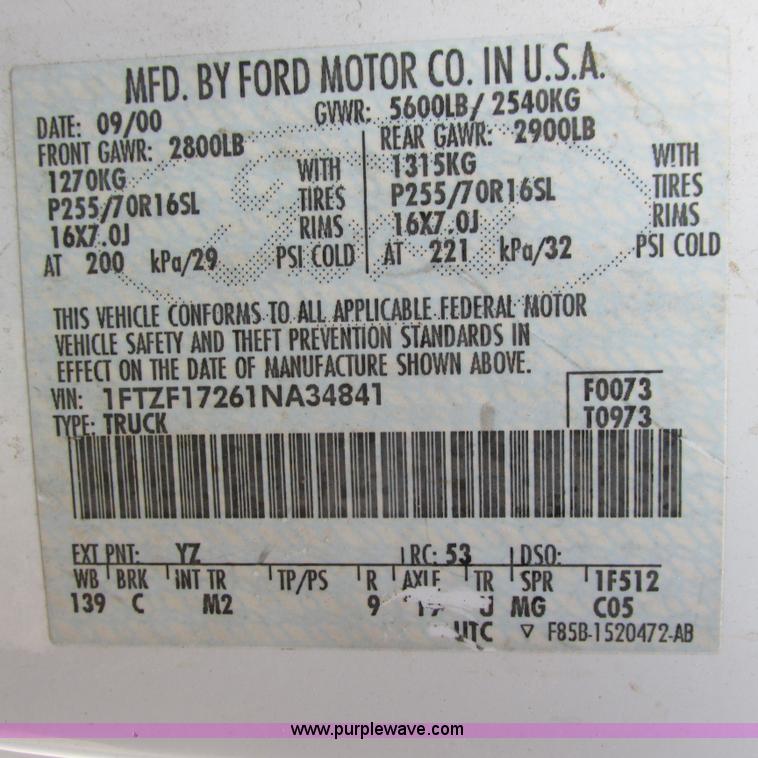 MFD. BY FORD MOTOR CO. IN U.S.A.
DATE: 09/00 GVWR: 5600LB/ 2540KG
FRONT GAWR: 2800LB REAR GAWR: 2900LB
1270KG WITH 1315KG WITH
P255/70R16SL TIRES P255/70R16SL TIRES
16X7.0J RIMS 16X7.0J RIMS
AT 200 kPa/29 PSI COLD AT 221 kPa/32 PSI COLD
THIS VEHICLE CONFORMS TO ALL APPLICABLE FEDERAL MOTOR
VEHICLE SAFETY AND THEFT PREVENTION STANDARDS IN
EFFECT ON THE DATE OF MANUFACTURE SHOWN ABOVE.
VIN: 1FTZF17261NA34841 F0073
TYPE: TRUCK T0973
EXT PNT: YZ RC: 53 DSO:
WB BRK INT TR TP/PS R AXLE TR SPR 1F512
139 C M2 9 MG C05
UTC ▽ F85B-1520472-AB
www.purplewave.com